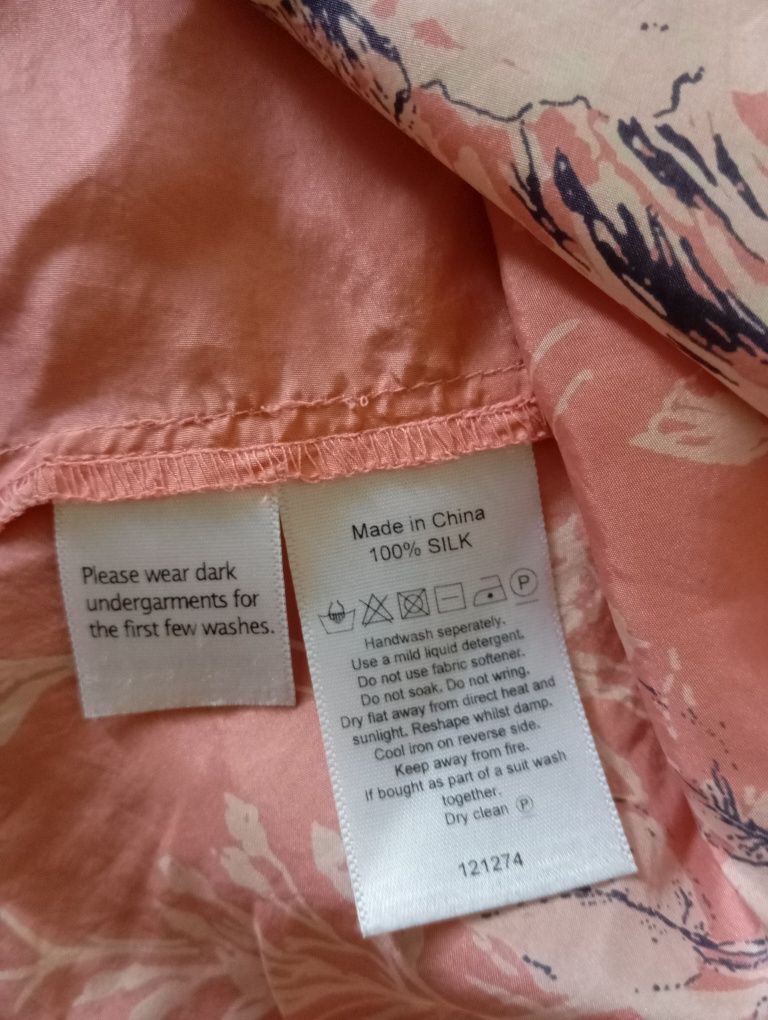 Please wear dark
undergarments for
the first few washes.
Made in China
100% SILK
P
Handwash seperately.
Use a mild liquid detergent.
Do not use fabric softener.
Do not soak. Do not wring.
Dry flat away from direct heat and
sunlight. Reshape whilst damp.
Cool iron on reverse side.
Keep away from fire.
If bought as part of a suit wash
together.
Dry clean P
121274